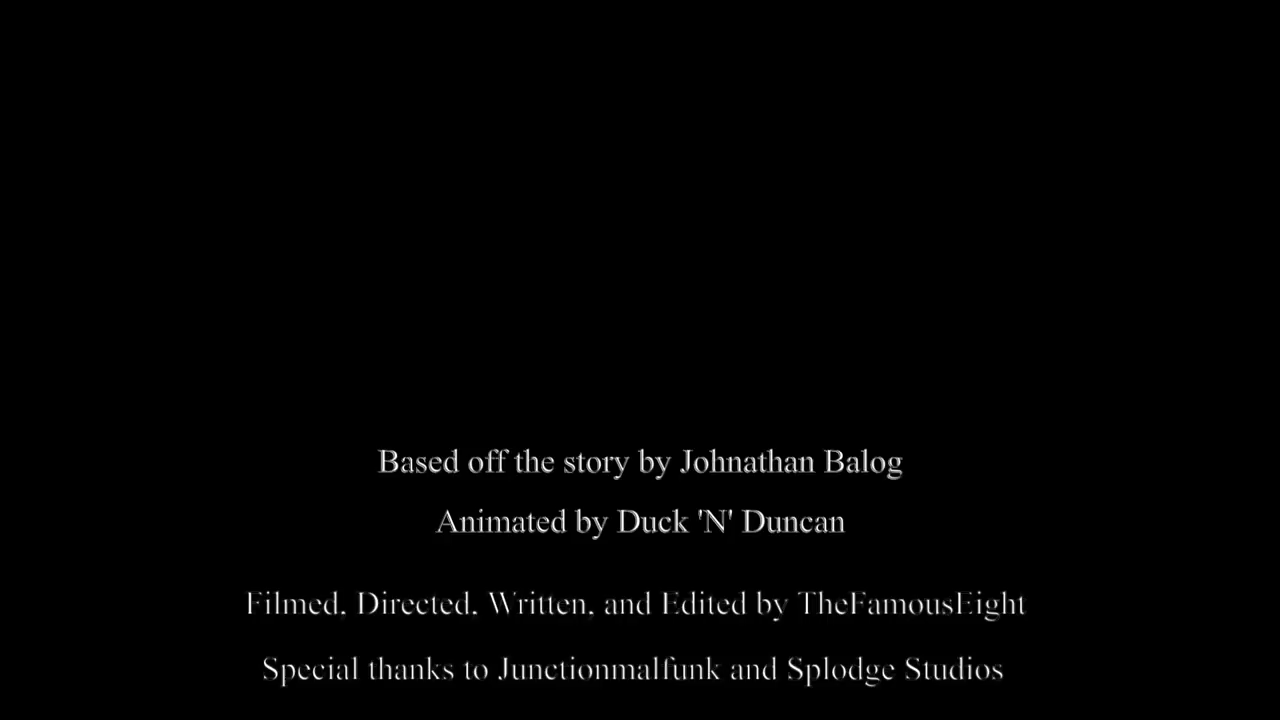 Based off the story by Johnathan Balog
Animated by Duck 'N' Duncan
Filmed, Directed, Written, and Edited by TheFamousEight
Special thanks to Junctionmalfunk and Splodge Studios